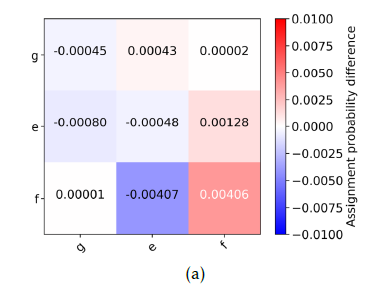 g -0.00045 0.00043 0.00002
e -0.00080 -0.00048 0.00128
f 0.00001 -0.00407 0.00406
g e f
0.0100
0.0075
0.0050
0.0025
0.0000
−0.0025
−0.0050
−0.0075
−0.0100
Assignment probability difference
(a)